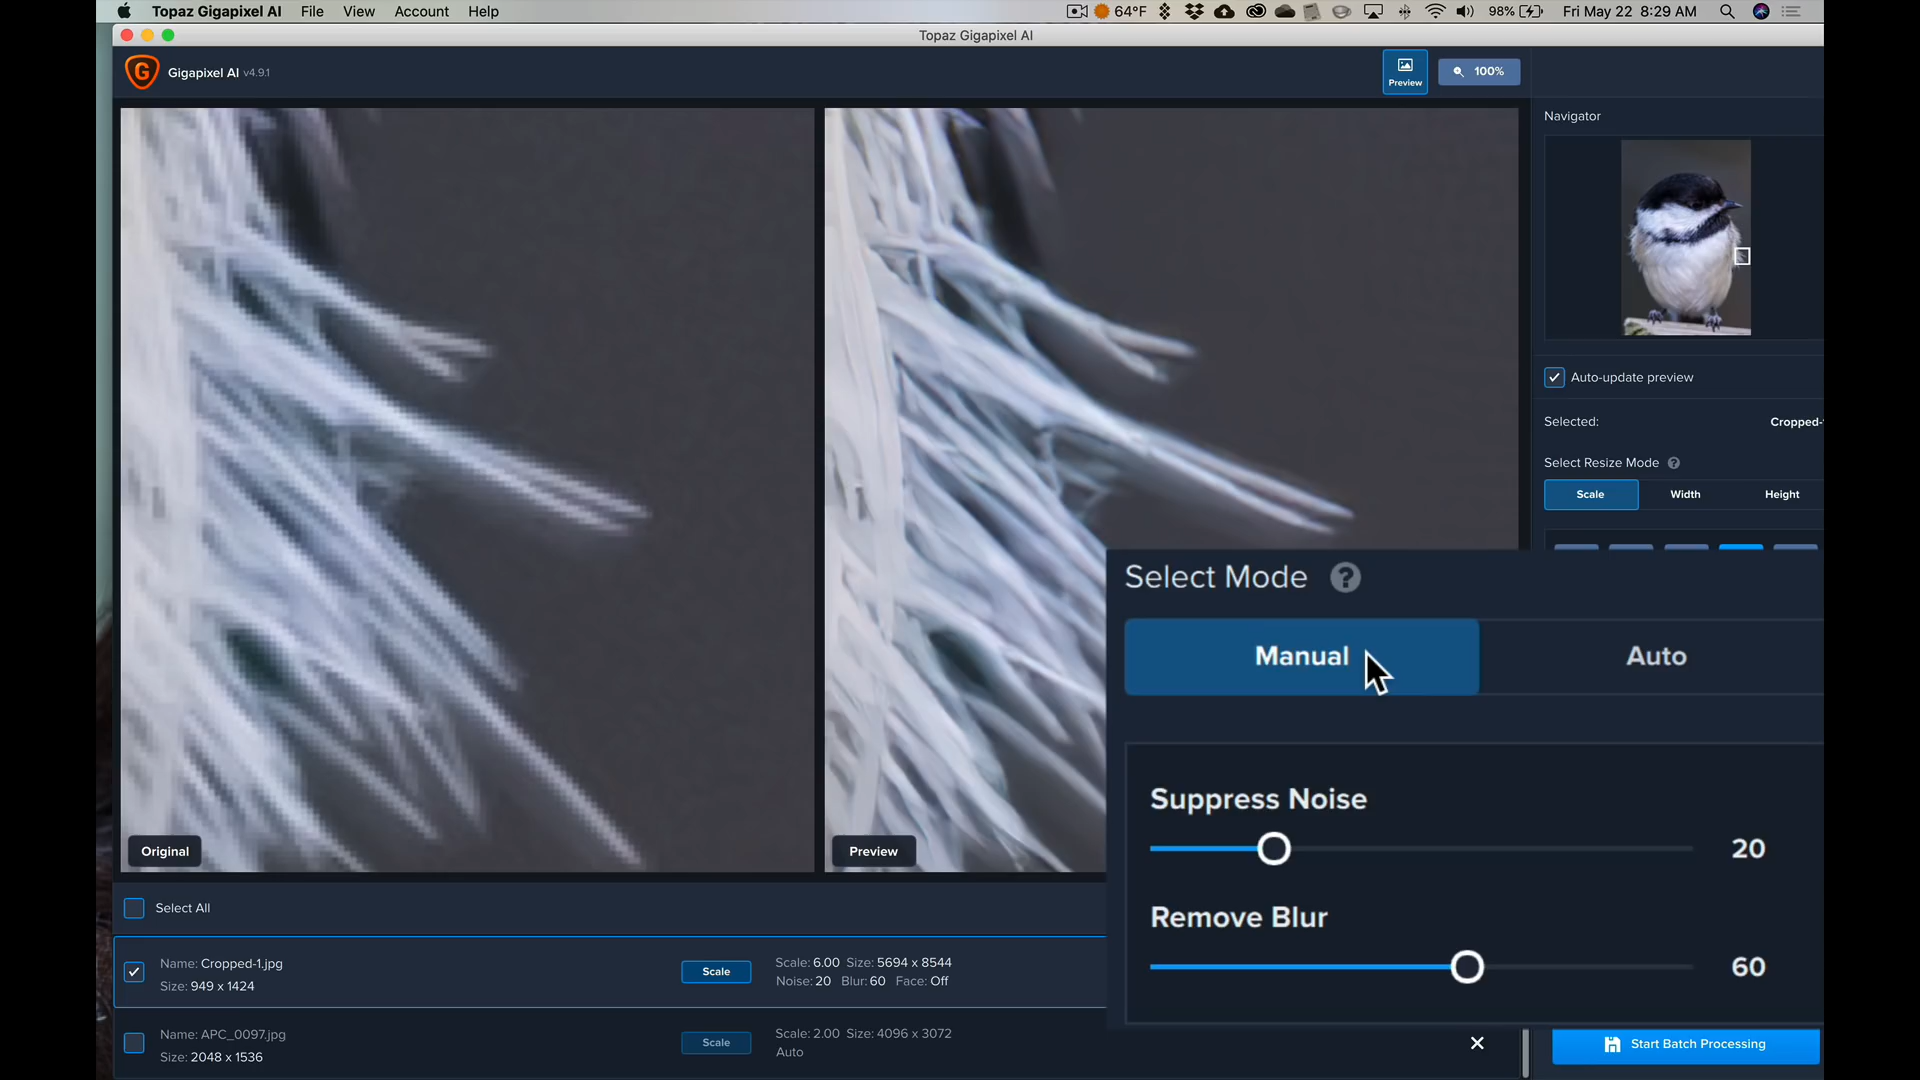 Topaz Gigapixel AI File View Account Help 64°F 98% Fri May 22 8:29 AM
Topaz Gigapixel AI
G Gigapixel AI v4.9.1
Preview
100%
Navigator
Auto-update preview
Selected: Cropped-
Select Resize Mode ?
Scale Width Height
Select Mode ?
Manual Auto
Suppress Noise
20
Remove Blur
60
Original
Preview
Select All
Name: Cropped-1.jpg
Size: 949 x 1424
Scale
Scale: 6.00 Size: 5694 x 8544
Noise: 20 Blur: 60 Face: Off
Name: APC_0097.jpg
Size: 2048 x 1536
Scale
Scale: 2.00 Size: 4096 x 3072
Auto
Start Batch Processing